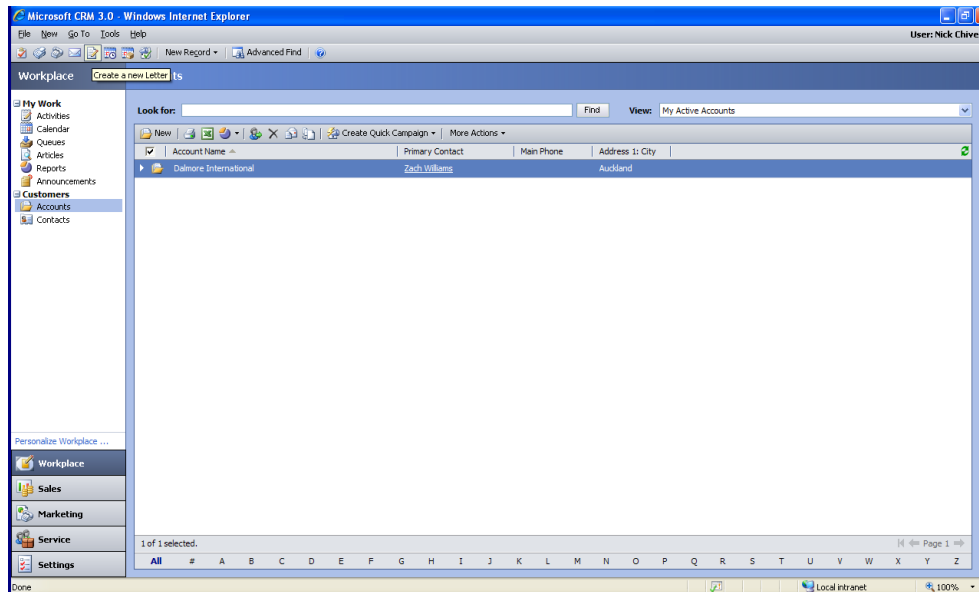 Microsoft CRM 3.0 - Windows Internet Explorer
File New Go To Tools Help User: Nick Chive
New Record Advanced Find
Workplace ts
Create a new Letter
My Work
Activities
Calendar
Queues
Articles
Reports
Announcements
Customers
Accounts
Contacts
Look for: Find View: My Active Accounts
New Create Quick Campaign More Actions
Account Name Primary Contact Main Phone Address 1: City
Dalmore International Zach Williams Auckland
Personalize Workplace ...
Workplace
Sales
Marketing
Service
Settings
1 of 1 selected. Page 1
All # A B C D E F G H I J K L M N O P Q R S T U V W X Y Z
Done Local intranet 100%